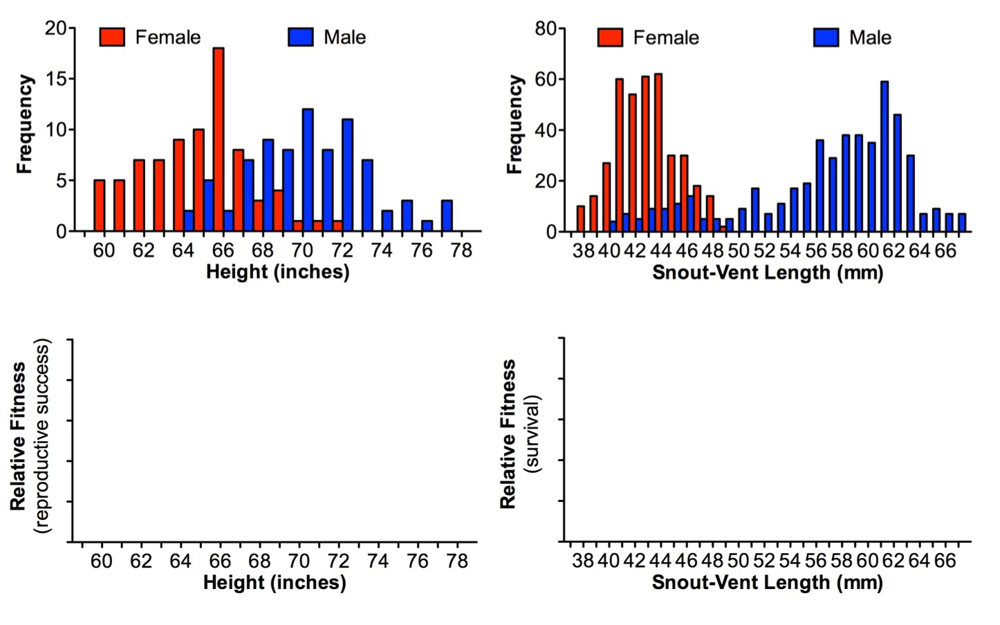 Female Male
20
15
10
5
0
Frequency
60 62 64 66 68 70 72 74 76 78
Height (inches)
Female Male
80
60
40
20
0
Frequency
38 40 42 44 46 48 50 52 54 56 58 60 62 64 66
Snout-Vent Length (mm)
Relative Fitness
(reproductive success)
60 62 64 66 68 70 72 74 76 78
Height (inches)
Relative Fitness
(survival)
38 40 42 44 46 48 50 52 54 56 58 60 62 64 66
Snout-Vent Length (mm)